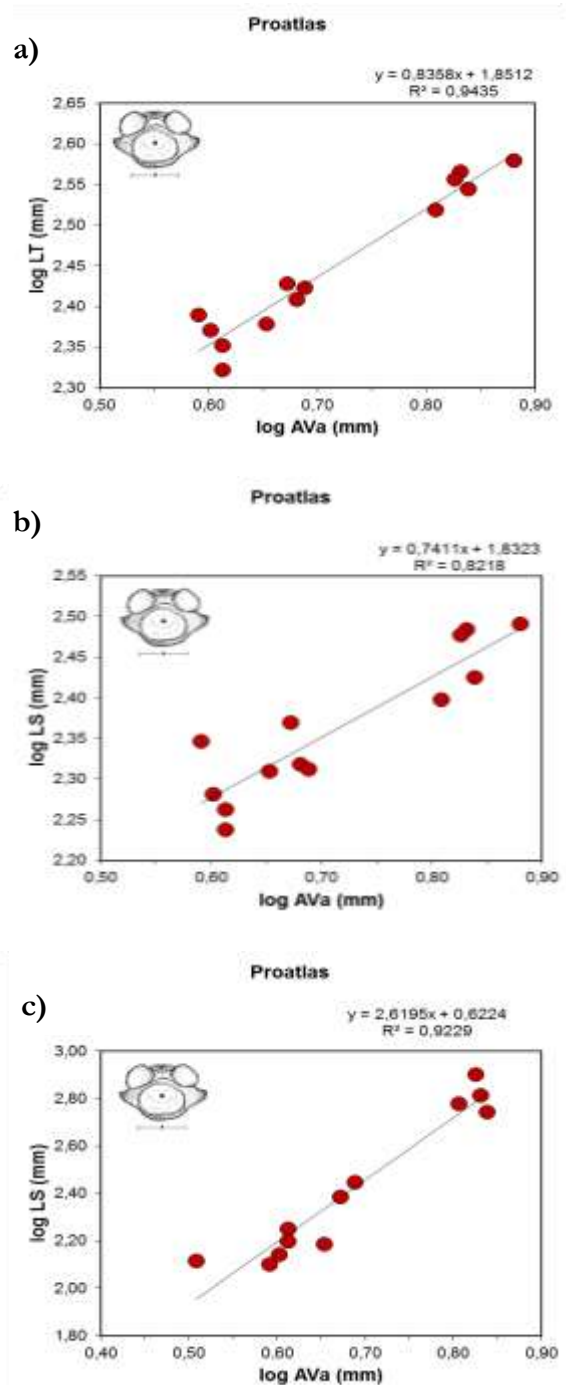 Proatlas
a)
y = 0,8358x + 1,8512
R² = 0,9435
2,65
2,60
2,55
2,50
2,45
2,40
2,35
2,30
log LT (mm)
0,50 0,60 0,70 0,80 0,90
log AVa (mm)
Proatlas
b)
y = 0,7411x + 1,8323
R² = 0,8218
2,55
2,50
2,45
2,40
2,35
2,30
2,25
2,20
log LS (mm)
0,50 0,60 0,70 0,80 0,90
log AVa (mm)
Proatlas
c)
y = 2,6195x + 0,6224
R² = 0,9229
3,00
2,80
2,60
2,40
2,20
2,00
1,80
log LS (mm)
0,40 0,50 0,60 0,70 0,80 0,90
log AVa (mm)